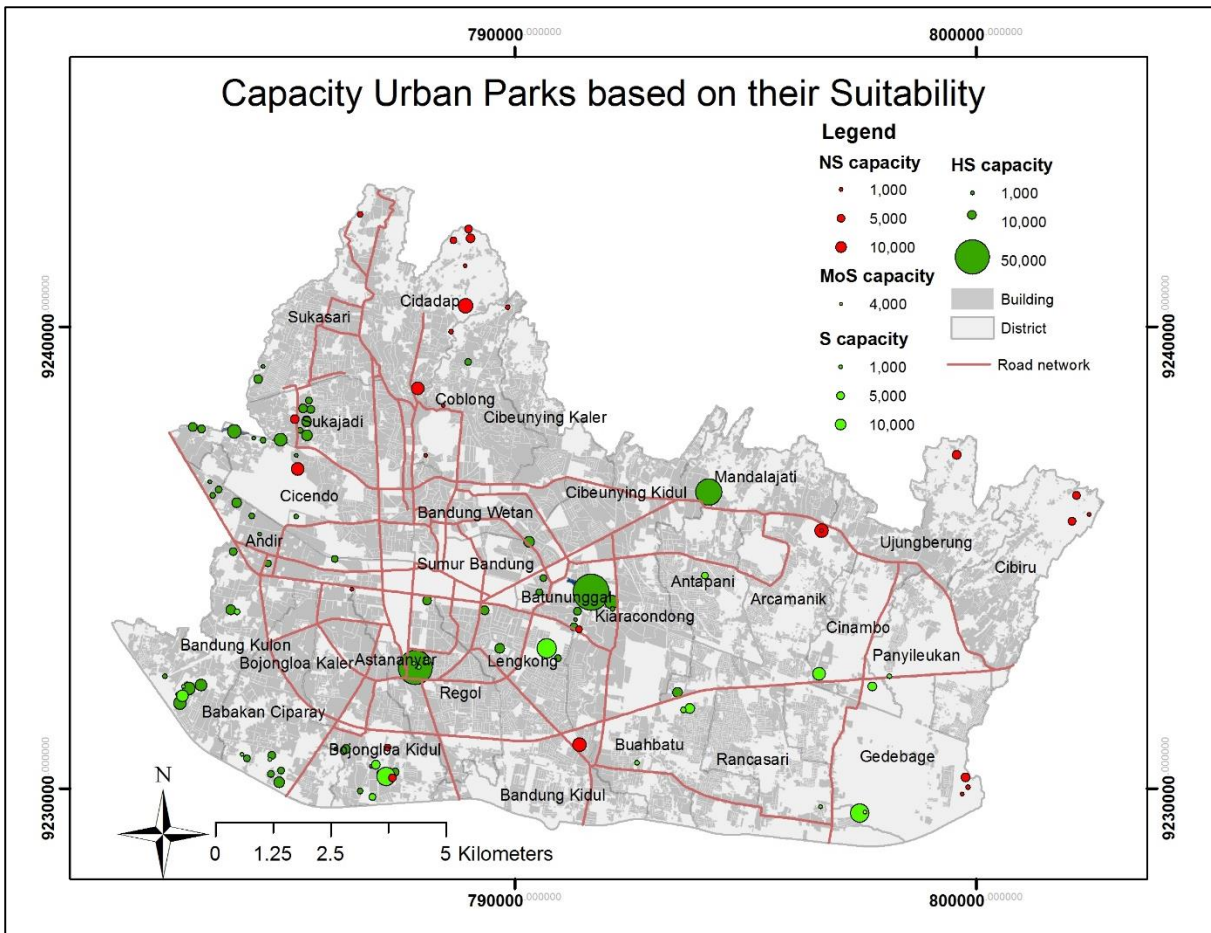 790000.000000
800000.000000
Capacity Urban Parks based on their Suitability
Legend
NS capacity
1,000
5,000
10,000
MoS capacity
4,000
S capacity
1,000
5,000
10,000
HS capacity
1,000
10,000
50,000
Building
District
Road network
9240000.000000
9240000.000000
9230000.000000
9230000.000000
Cidadap
Sukasari
Coblong
Cibeunying Kaler
Sukajadi
Mandalajati
Cibeunying Kidul
Cicendo
Bandung Wetan
Andir
Ujungberung
Sumur Bandung
Cibiru
Antapani
Batununggal
Arcamanik
Kiaracondong
Cinambo
Bandung Kulon
Panyileukan
Bojongloa Kaler
Astananyar
Lengkong
Regol
Babakan Ciparay
Bojongloa Kidul
Buahbatu
Rancasari
Gedebage
Bandung Kidul
N
0 1.25 2.5 5 Kilometers
790000.000000
800000.000000